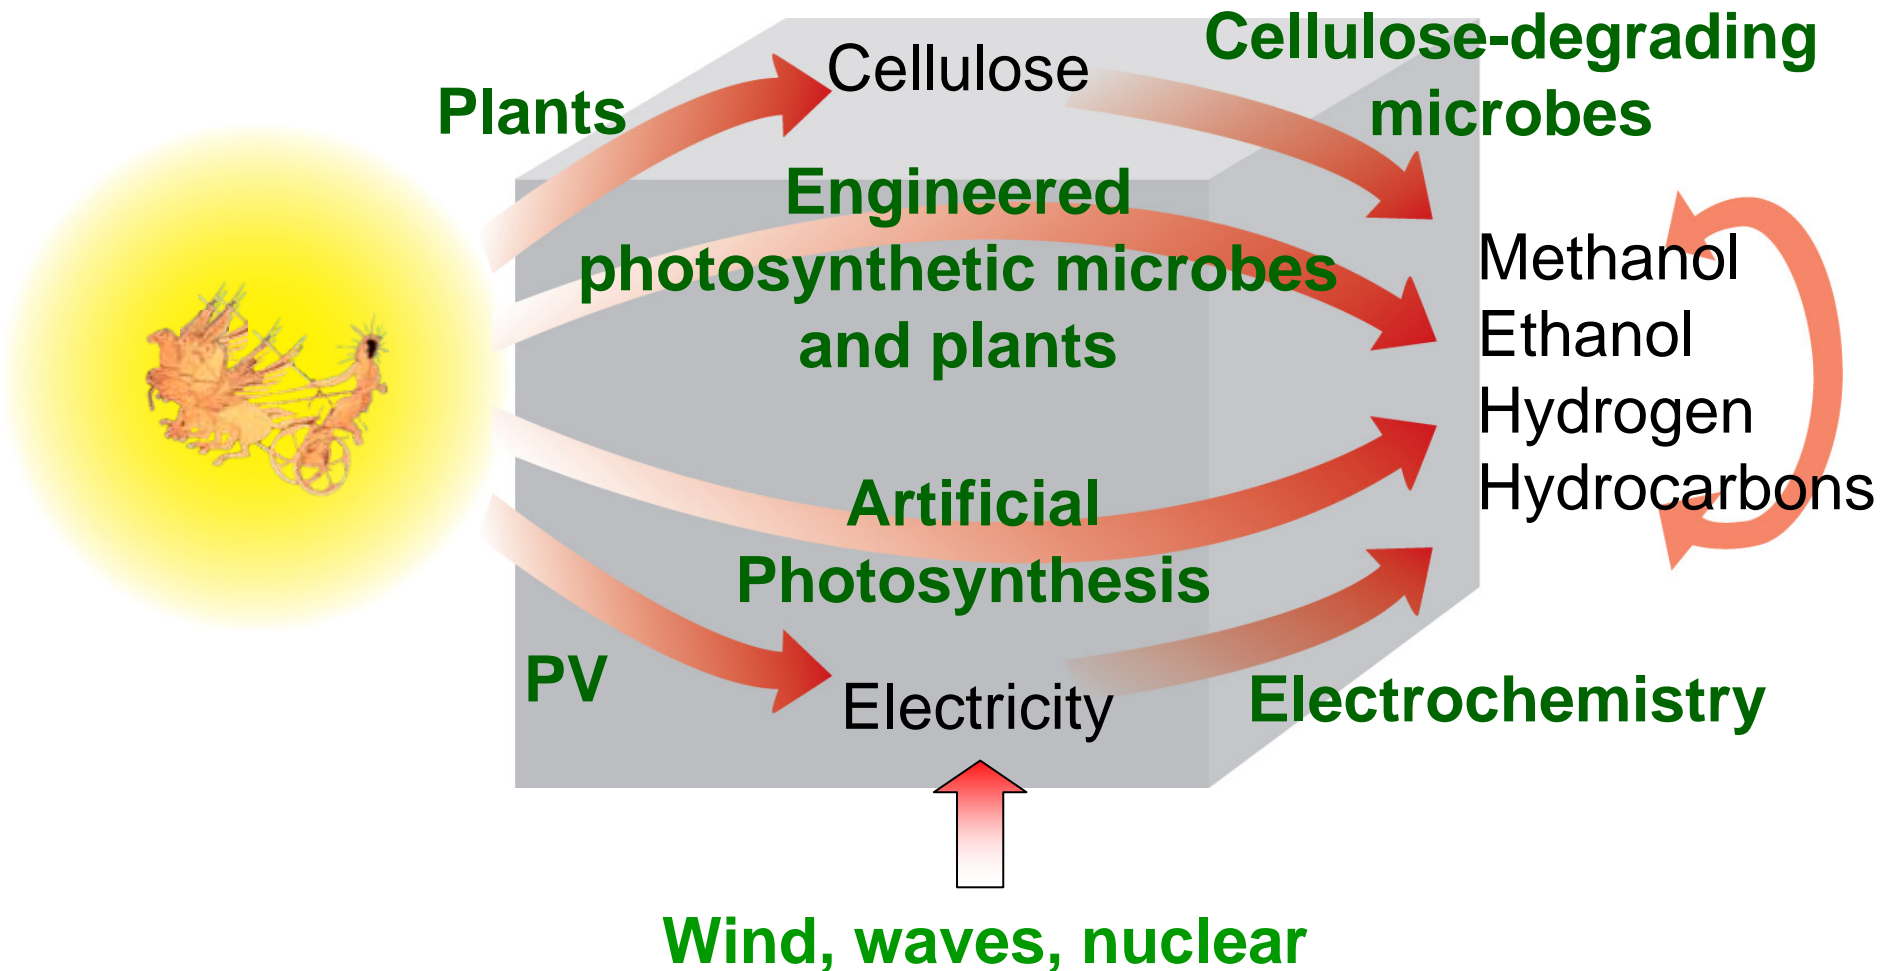 Plants
Cellulose
Cellulose-degrading
microbes
Engineered
photosynthetic microbes
and plants
Methanol
Ethanol
Hydrogen
Hydrocarbons
Artificial
Photosynthesis
PV
Electricity
Electrochemistry
Wind, waves, nuclear